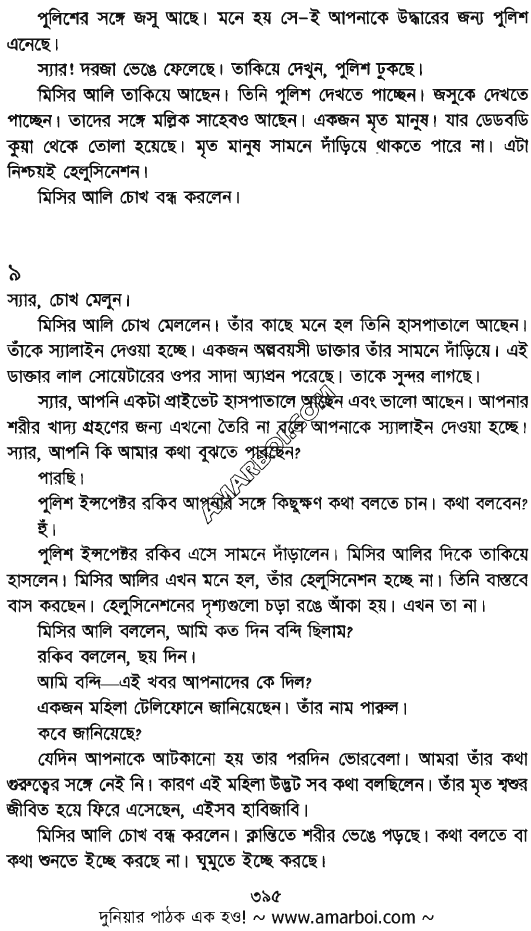 পুলিশের সঙ্গে জসু আছে। মনে হয় সে–ই আপনাকে উদ্ধারের জন্য পুলিশ
এনেছে।
স্যার! দরজা ভেঙে ফেলেছে। তাকিয়ে দেখুন, পুলিশ ঢুকছে।
মিসির আলি তাকিয়ে আছেন। তিনি পুলিশ দেখতে পাচ্ছেন। জসুকে দেখতে
পাচ্ছেন। তাদের সঙ্গে মল্লিক সাহেবও আছেন। একজন মৃত মানুষ। যার ডেডবডি
কুয়া থেকে তোলা হয়েছে। মৃত মানুষ সামনে দাঁড়িয়ে থাকতে পারে না। এটা
নিশ্চয়ই হেলুসিনেশন।
মিসির আলি চোখ বন্ধ করলেন।
৯
স্যার, চোখ মেলুন।
মিসির আলি চোখ মেললেন। তাঁর কাছে মনে হল তিনি হাসপাতালে আছেন।
তাঁকে স্যালাইন দেওয়া হচ্ছে। একজন অল্পবয়সী ডাক্তার তাঁর সামনে দাঁড়িয়ে। এই
ডাক্তার লাল সোয়েটারের ওপর সাদা অ্যাপ্রন পরেছে। তাকে সুন্দর লাগছে।
স্যার, আপনি একটা প্রাইভেট হাসপাতালে আছেন এবং ভালো আছেন। আপনার
শরীর খাদ্য গ্রহণের জন্য এখনো তৈরি না বলে আপনাকে স্যালাইন দেওয়া হচ্ছে।
স্যার, আপনি কি আমার কথা বুঝতে পারছেন?
পারছি।
পুলিশ ইন্সপেক্টর রকিব আপনার সঙ্গে কিছুক্ষণ কথা বলতে চান। কথা বলবেন?
হুঁ।
পুলিশ ইন্সপেক্টর রকিব এসে সামনে দাঁড়ালেন। মিসির আলির দিকে তাকিয়ে
হাসলেন। মিসির আলির এখন মনে হল, তাঁর হেলুসিনেশন হচ্ছে না। তিনি বাস্তবে
বাস করছেন। হেলুসিনেশনের দৃশ্যগুলো চড়া রঙে আঁকা হয়। এখন তা না।
মিসির আলি বললেন, আমি কত দিন বন্দি ছিলাম?
রকিব বললেন, ছয় দিন।
আমি বন্দি—এই খবর আপনাদের কে দিল?
একজন মহিলা টেলিফোনে জানিয়েছেন। তাঁর নাম পারুল।
কবে জানিয়েছে?
যেদিন আপনাকে আটকানো হয় তার পরদিন ভোরবেলা। আমরা তাঁর কথা
গুরুত্বের সঙ্গে নেই নি। কারণ এই মহিলা উদ্ভট সব কথা বলছিলেন। তাঁর মৃত শ্বশুর
জীবিত হয়ে ফিরে এসেছেন, এইসব হাবিজাবি।
মিসির আলি চোখ বন্ধ করলেন। ক্লান্তিতে শরীর ভেঙে পড়ছে। কথা বলতে বা
কথা শুনতে ইচ্ছে করছে না। ঘুমুতে ইচ্ছে করছে।
AMARBOI.COM
৩৯৫
দুনিয়ার পাঠক এক হও! ~ www.amarboi.com ~